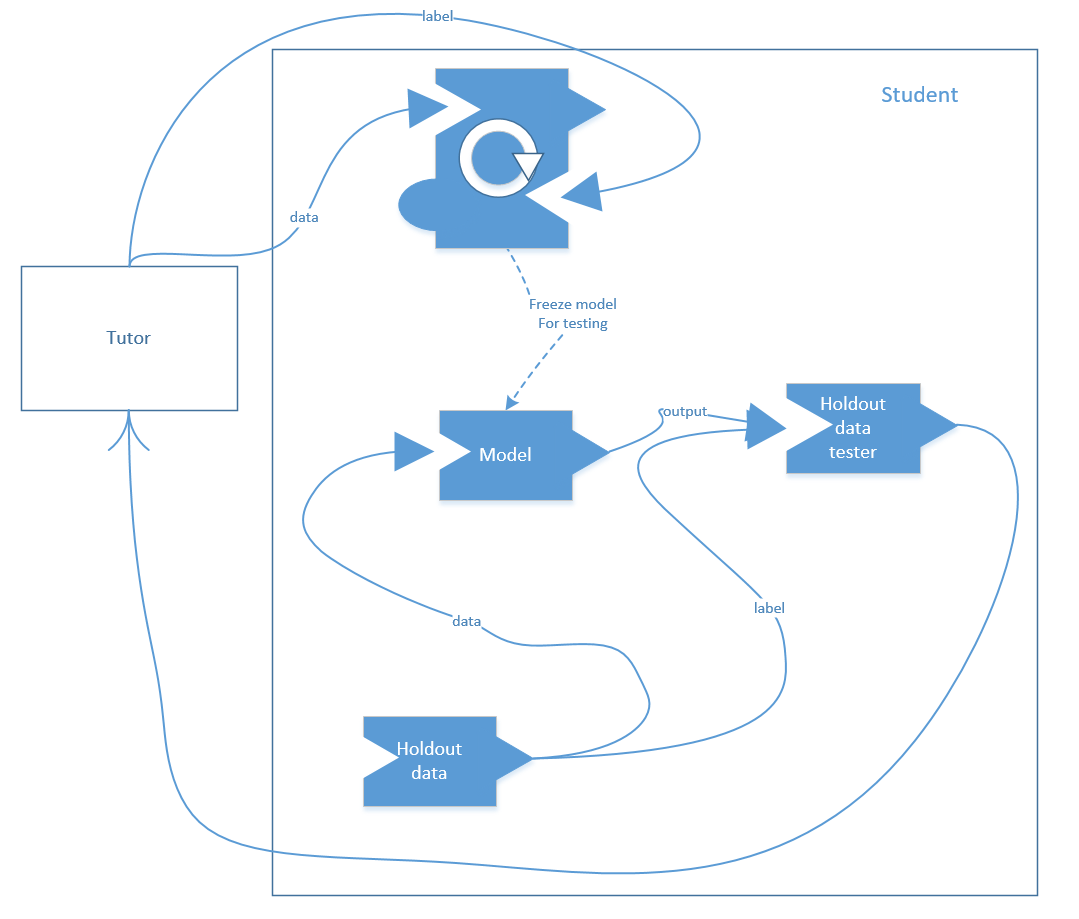 label
Student
data
Freeze model
For testing
Tutor
output
Holdout
data
tester
Model
label
data
Holdout
data